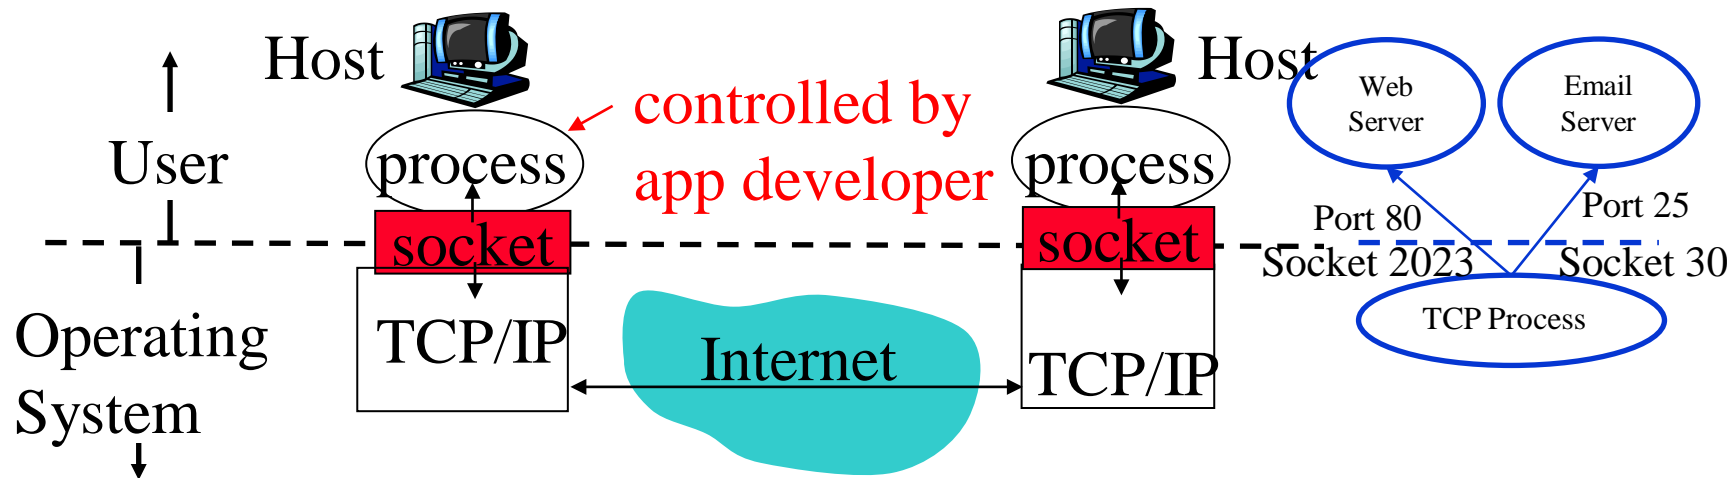 Host
Host
controlled by
app developer
User
process
process
socket
socket
Operating
System
TCP/IP
TCP/IP
Internet
Web
Server
Email
Server
Port 80
Port 25
Socket 2023
Socket 30
TCP Process